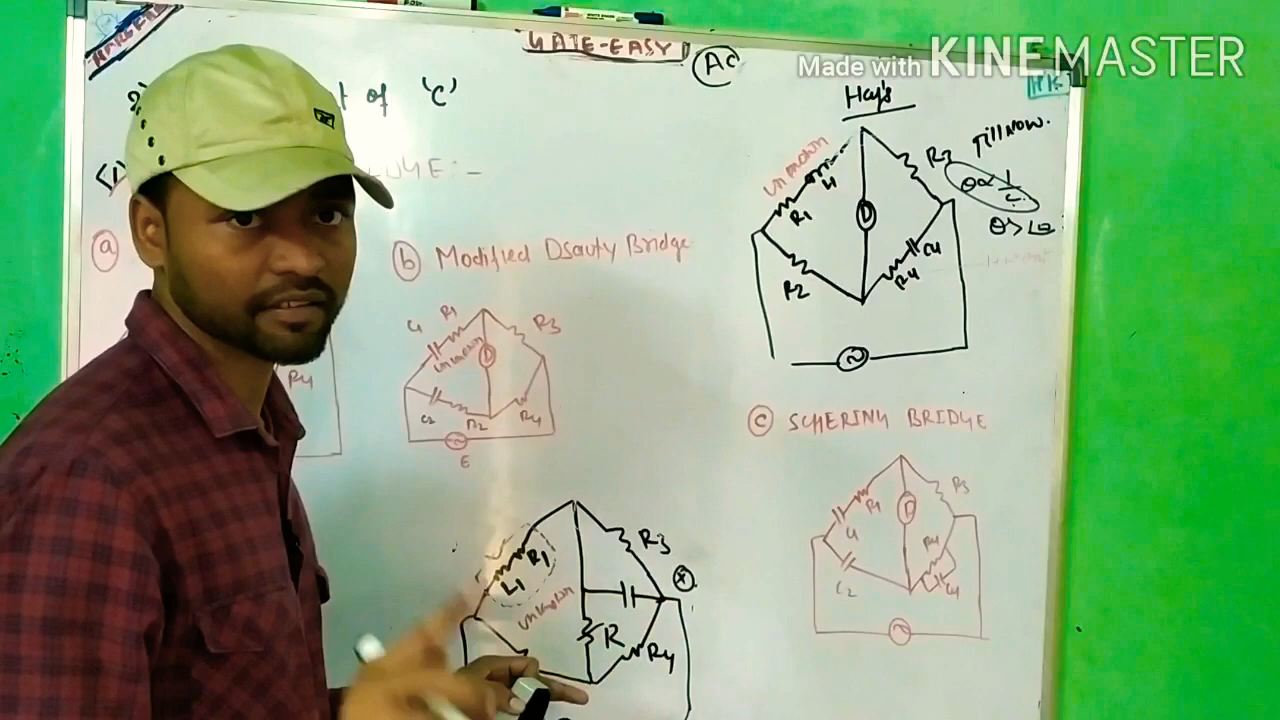 GATE-EASY
AC
Made with KINEMASTER
of 'C'
Hay's
Till Now.
unknown
L1
R1
R3
θ ∝ 1/
D
R2
R4
C4
(a)
R4
(b) Modified Dsauty Bridge
C1
R1
R3
unknown
D
C2
R2
R4
E
(c) SCHERING BRIDGE
R1
C1
R3
D
R4
C4
C2
R1
L1
R3
unknown
R
R4